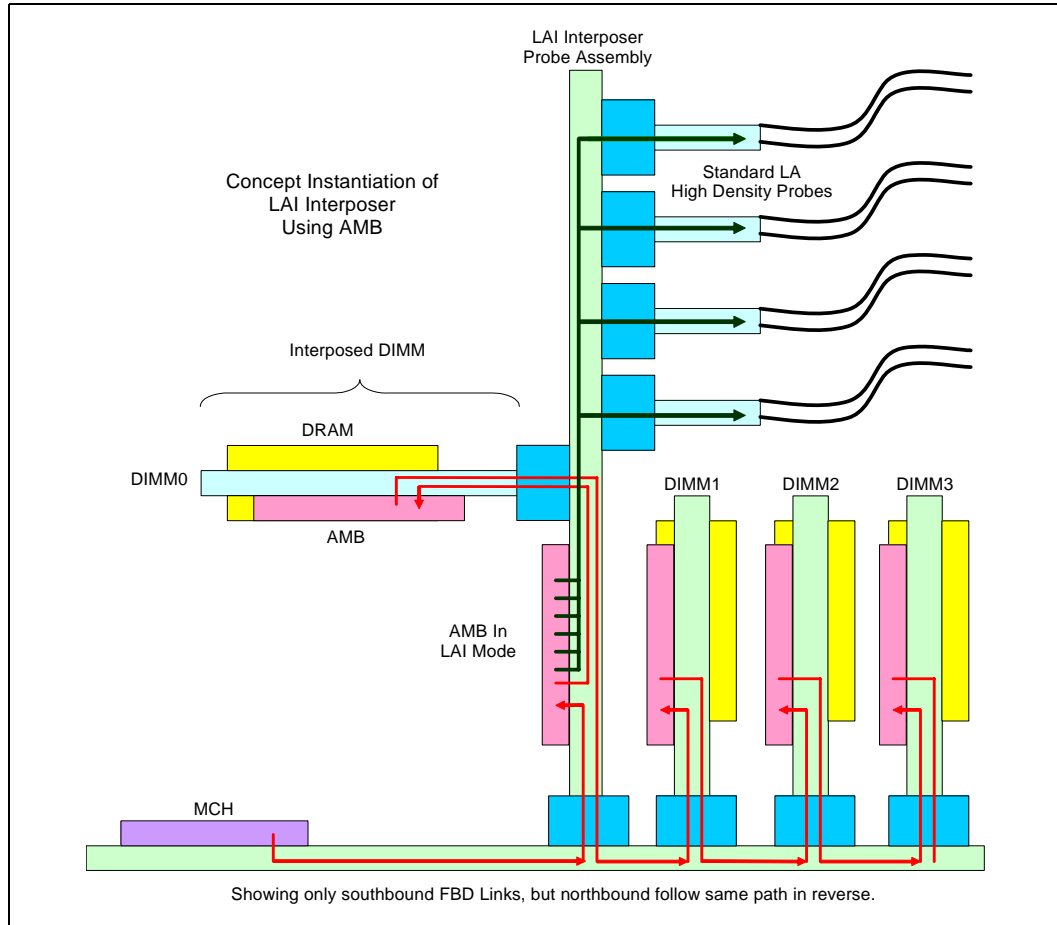 LAI Interposer
Probe Assembly
Concept Instantiation of
LAI Interposer
Using AMB
Standard LA
High Density Probes
Interposed DIMM
DRAM
DIMM0
AMB
DIMM1
DIMM2
DIMM3
AMB In
LAI Mode
MCH
Showing only southbound FBD Links, but northbound follow same path in reverse.